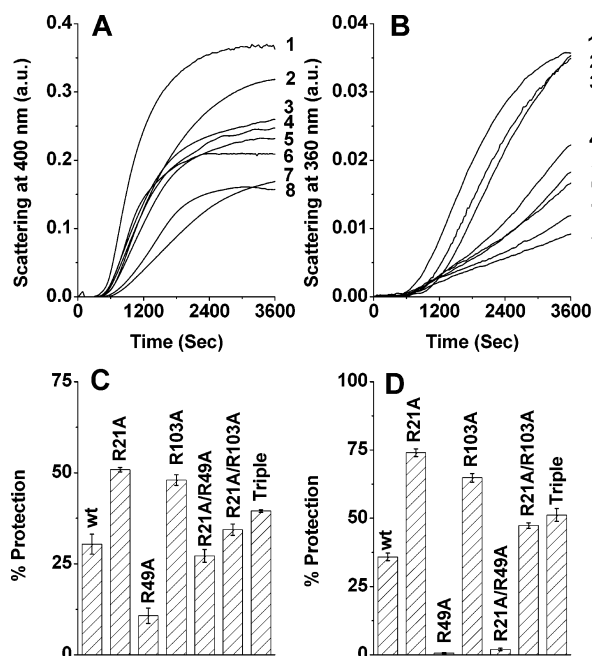 A
Scattering at 400 nm (a.u.)
0.4
0.3
0.2
0.1
0.0
0 1200 2400 3600
Time (Sec)
1
2
3
4
5
6
7
8
B
Scattering at 360 nm (a.u.)
0.04
0.03
0.02
0.01
0.00
0 1200 2400 3600
Time (Sec)
C
% Protection
75
50
25
0
wt
R21A
R49A
R103A
R21A/R49A
R21A/R103A
Triple
D
% Protection
100
75
50
25
0
wt
R21A
R49A
R103A
R21A/R49A
R21A/R103A
Triple